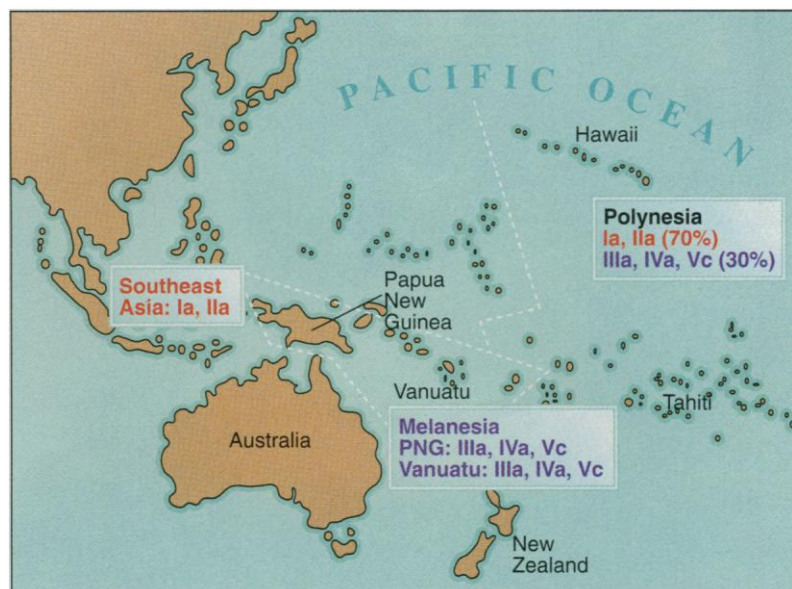 PACIFIC OCEAN
Hawaii
Polynesia
Ia, IIa (70%)
IIIa, IVa, Vc (30%)
Southeast
Asia: Ia, IIa
Papua
New
Guinea
Vanuatu
Tahiti
Melanesia
PNG: IIIa, IVa, Vc
Vanuatu: IIIa, IVa, Vc
Australia
New
Zealand